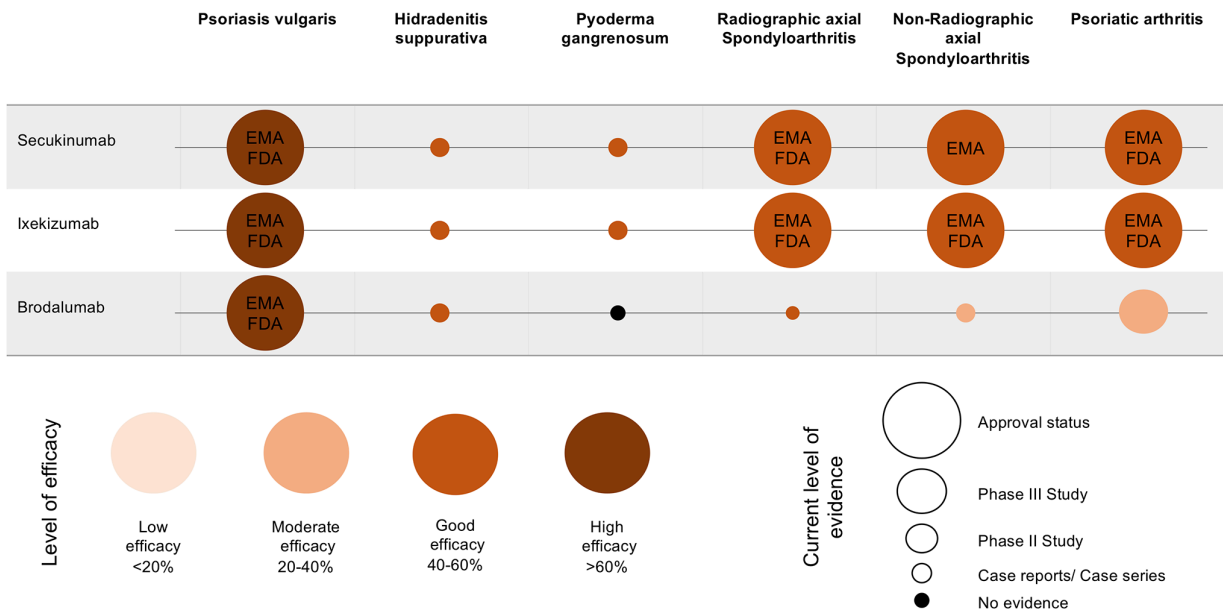 Psoriasis vulgaris
Hidradenitis
suppurativa
Pyoderma
gangrenosum
Radiographic axial
Spondyloarthritis
Non-Radiographic
axial
Spondyloarthritis
Psoriatic arthritis
Secukinumab
EMA
FDA
EMA
FDA
EMA
EMA
FDA
Ixekizumab
EMA
FDA
EMA
FDA
EMA
FDA
EMA
FDA
Brodalumab
EMA
FDA
Level of efficacy
Low
efficacy
<20%
Moderate
efficacy
20-40%
Good
efficacy
40-60%
High
efficacy
>60%
Current level of
evidence
Approval status
Phase III Study
Phase II Study
Case reports/ Case series
No evidence